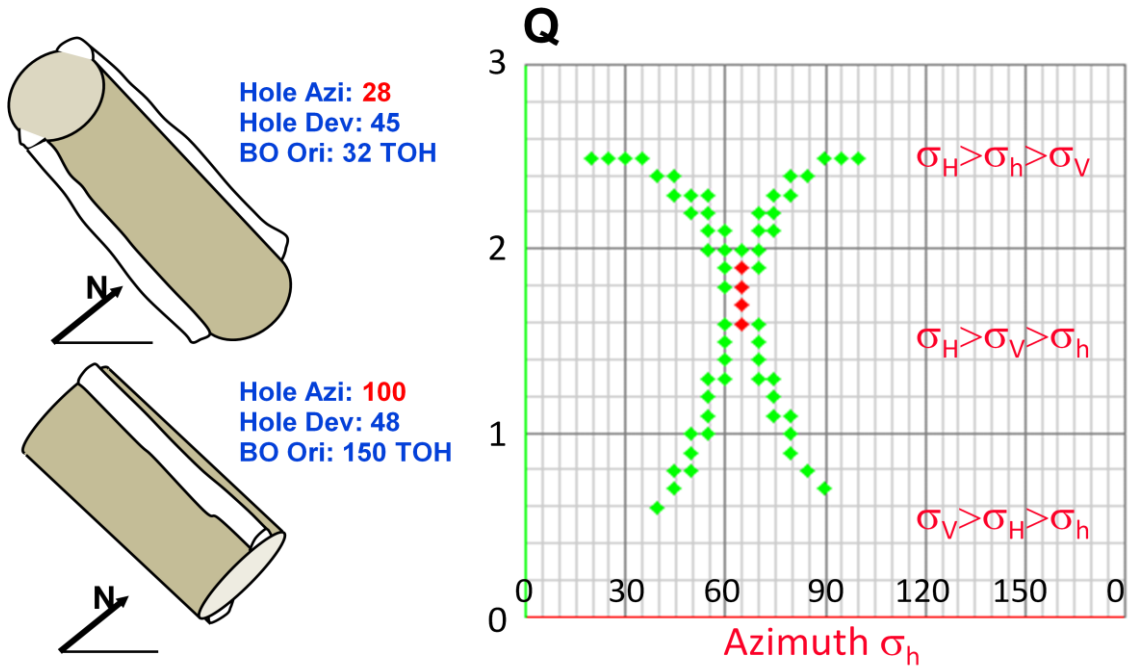 Hole Azi: 28
Hole Dev: 45
BO Ori: 32 TOH
N
Hole Azi: 100
Hole Dev: 48
BO Ori: 150 TOH
N
Q
3
2
1
0
σH>σh>σV
σH>σV>σh
σV>σH>σh
0 30 60 90 120 150 0
Azimuth σh